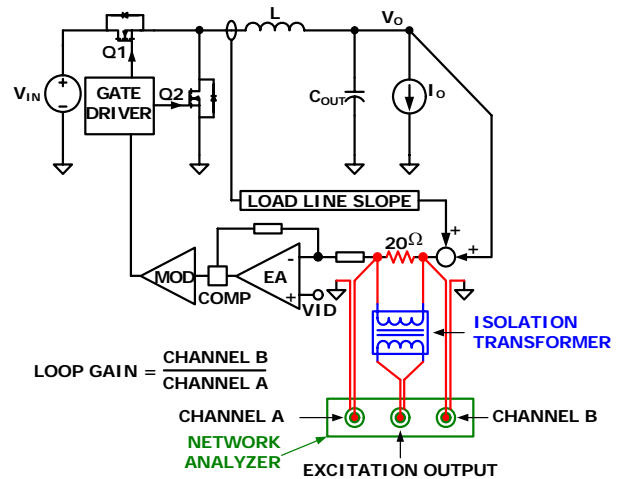 L
VO
Q1
VIN
GATE
DRIVER
Q2
COUT
IO
LOAD LINE SLOPE
+
+
20Ω
MOD
COMP
EA
-
+
VID
ISOLATION
TRANSFORMER
LOOP GAIN = CHANNEL B
CHANNEL A
CHANNEL A
CHANNEL B
NETWORK
ANALYZER
EXCITATION OUTPUT